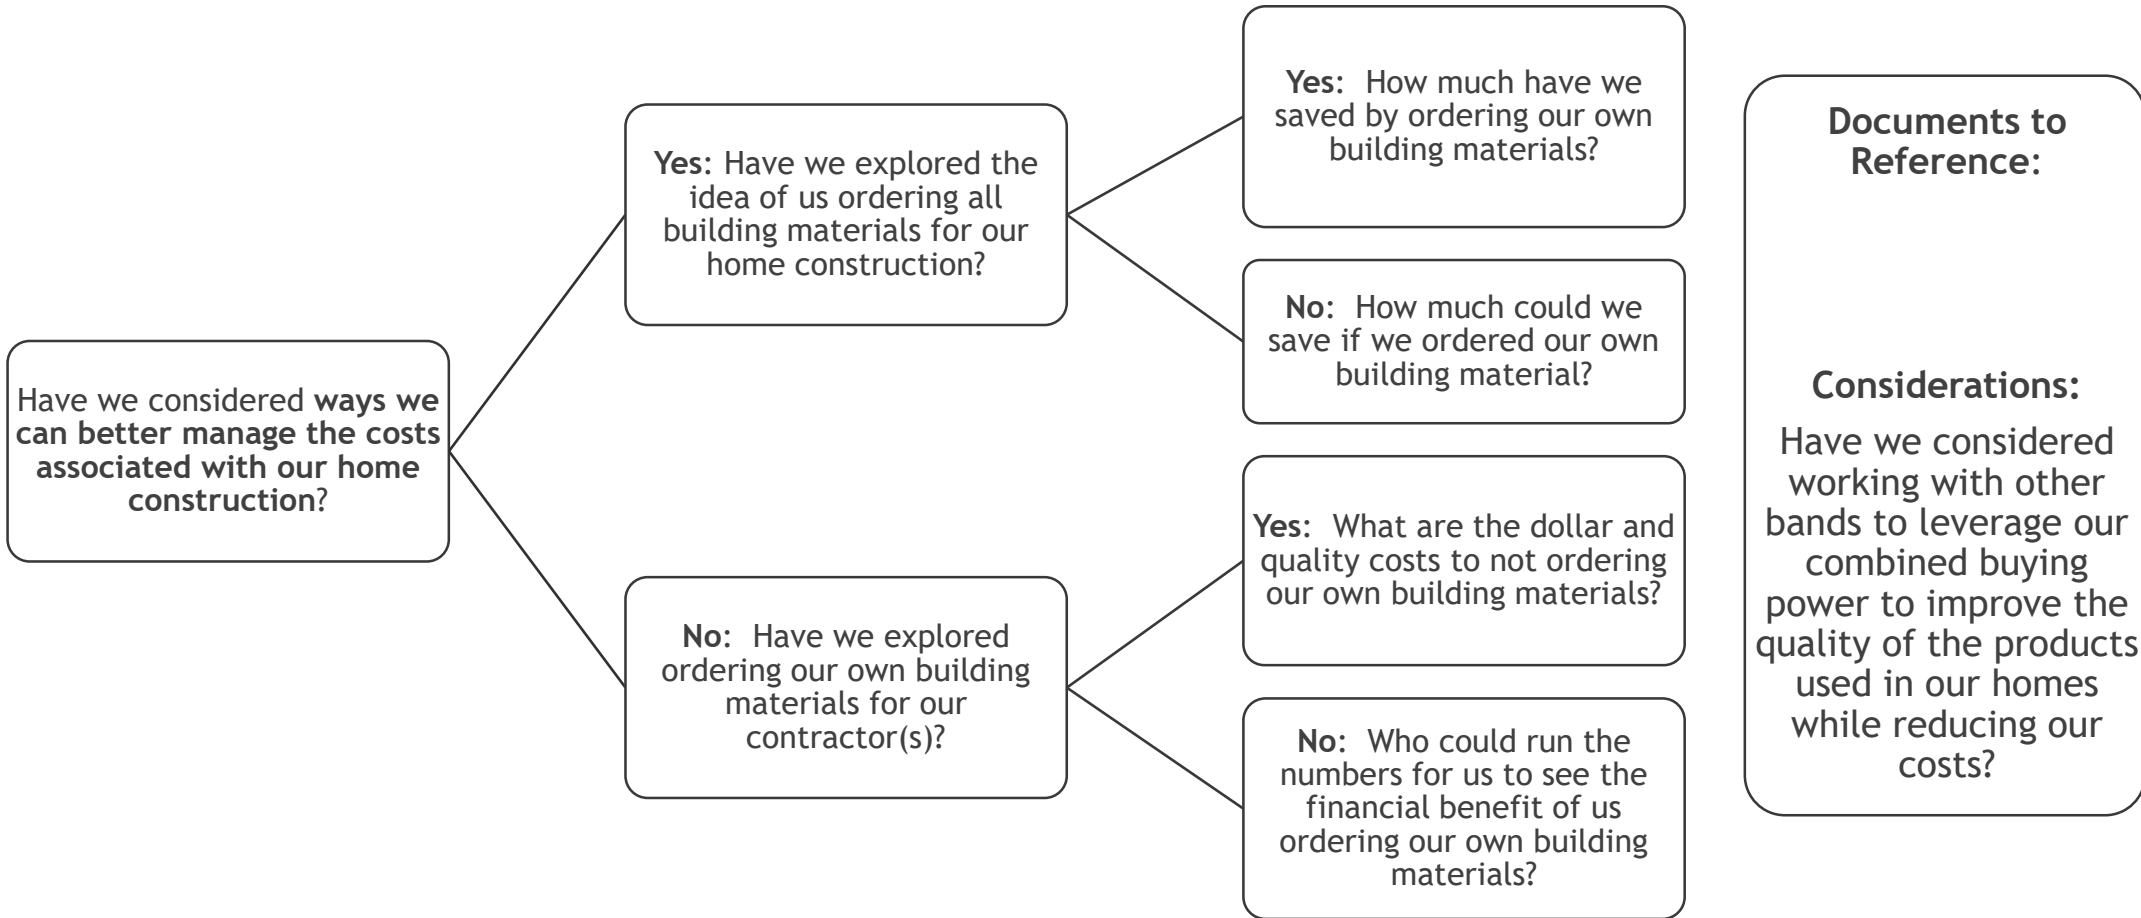 Have we considered ways we
can better manage the costs
associated with our home
construction?
Yes: Have we explored the
idea of us ordering all
building materials for our
home construction?
No: Have we explored
ordering our own building
materials for our
contractor(s)?
Yes: How much have we
saved by ordering our own
building materials?
No: How much could we
save if we ordered our own
building material?
Yes: What are the dollar and
quality costs to not ordering
our own building materials?
No: Who could run the
numbers for us to see the
financial benefit of us
ordering our own building
materials?
Documents to
Reference:
Considerations:
Have we considered
working with other
bands to leverage our
combined buying
power to improve the
quality of the products
used in our homes
while reducing our
costs?